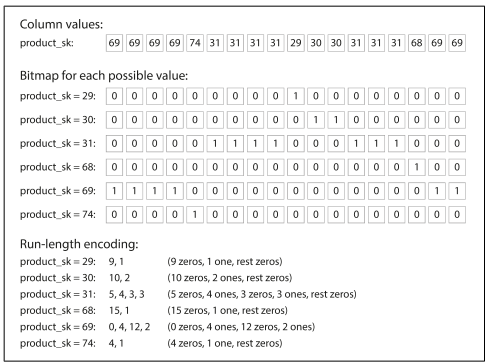 Column values:
product_sk: 69 69 69 69 74 31 31 31 31 29 30 30 31 31 31 68 69 69
Bitmap for each possible value:
product_sk = 29: 0 0 0 0 0 0 0 0 0 1 0 0 0 0 0 0 0 0
product_sk = 30: 0 0 0 0 0 0 0 0 0 0 1 1 0 0 0 0 0 0
product_sk = 31: 0 0 0 0 0 1 1 1 1 0 0 0 1 1 1 0 0 0
product_sk = 68: 0 0 0 0 0 0 0 0 0 0 0 0 0 0 0 1 0 0
product_sk = 69: 1 1 1 1 0 0 0 0 0 0 0 0 0 0 0 0 1 1
product_sk = 74: 0 0 0 0 1 0 0 0 0 0 0 0 0 0 0 0 0 0
Run-length encoding:
product_sk = 29: 9, 1 (9 zeros, 1 one, rest zeros)
product_sk = 30: 10, 2 (10 zeros, 2 ones, rest zeros)
product_sk = 31: 5, 4, 3, 3 (5 zeros, 4 ones, 3 zeros, 3 ones, rest zeros)
product_sk = 68: 15, 1 (15 zeros, 1 one, rest zeros)
product_sk = 69: 0, 4, 12, 2 (0 zeros, 4 ones, 12 zeros, 2 ones)
product_sk = 74: 4, 1 (4 zeros, 1 one, rest zeros)